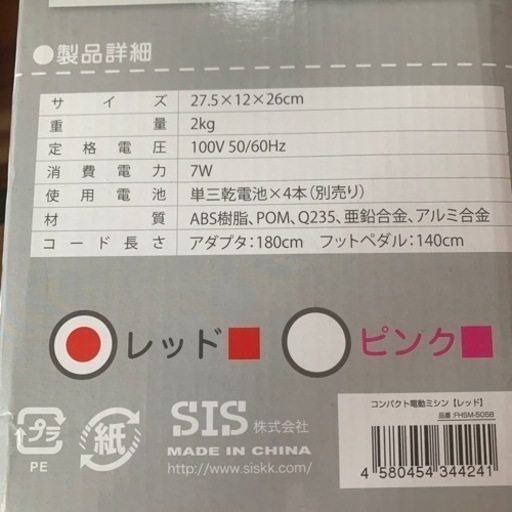 ●製品詳細
サイズ 27.5×12×26cm
重量 2kg
定格電圧 100V 50/60Hz
消費電力 7W
使用電池 単三乾電池×4本(別売り)
材質 ABS樹脂、POM、Q235、亜鉛合金、アルミ合金
コード長さ アダプタ:180cm フットペダル:140cm
レッド ピンク
プラ
PE
紙
SIS 株式会社
MADE IN CHINA
http://www.siskk.com/
コンパクト電動ミシン【レッド】
品番:FHSM-505B
4 580454 344241